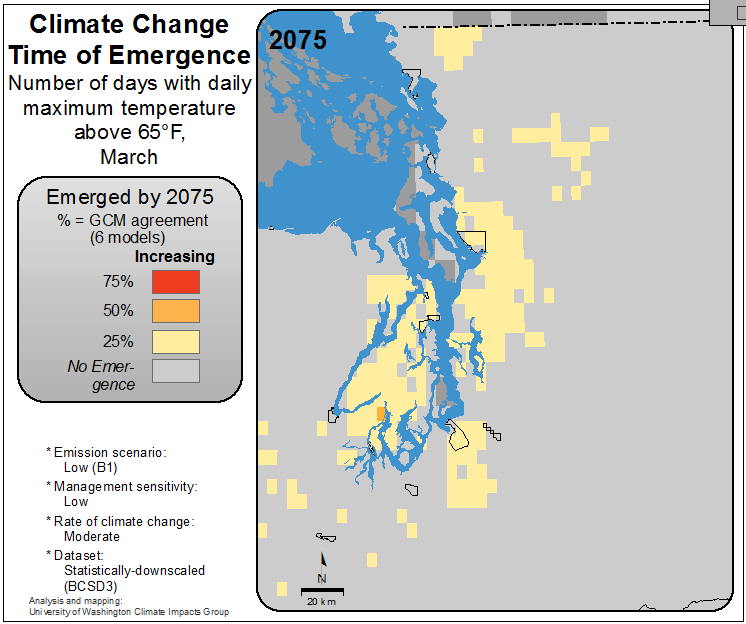 Climate Change
Time of Emergence
Number of days with daily
maximum temperature
above 65°F,
March
Emerged by 2075
% = GCM agreement
(6 models)
Increasing
75%
50%
25%
No Emer-
gence
* Emission scenario:
Low (B1)
* Management sensitivity:
Low
* Rate of climate change:
Moderate
* Dataset:
Statistically-downscaled
(BCSD3)
Analysis and mapping:
University of Washington Climate Impacts Group
2075
N
20 km